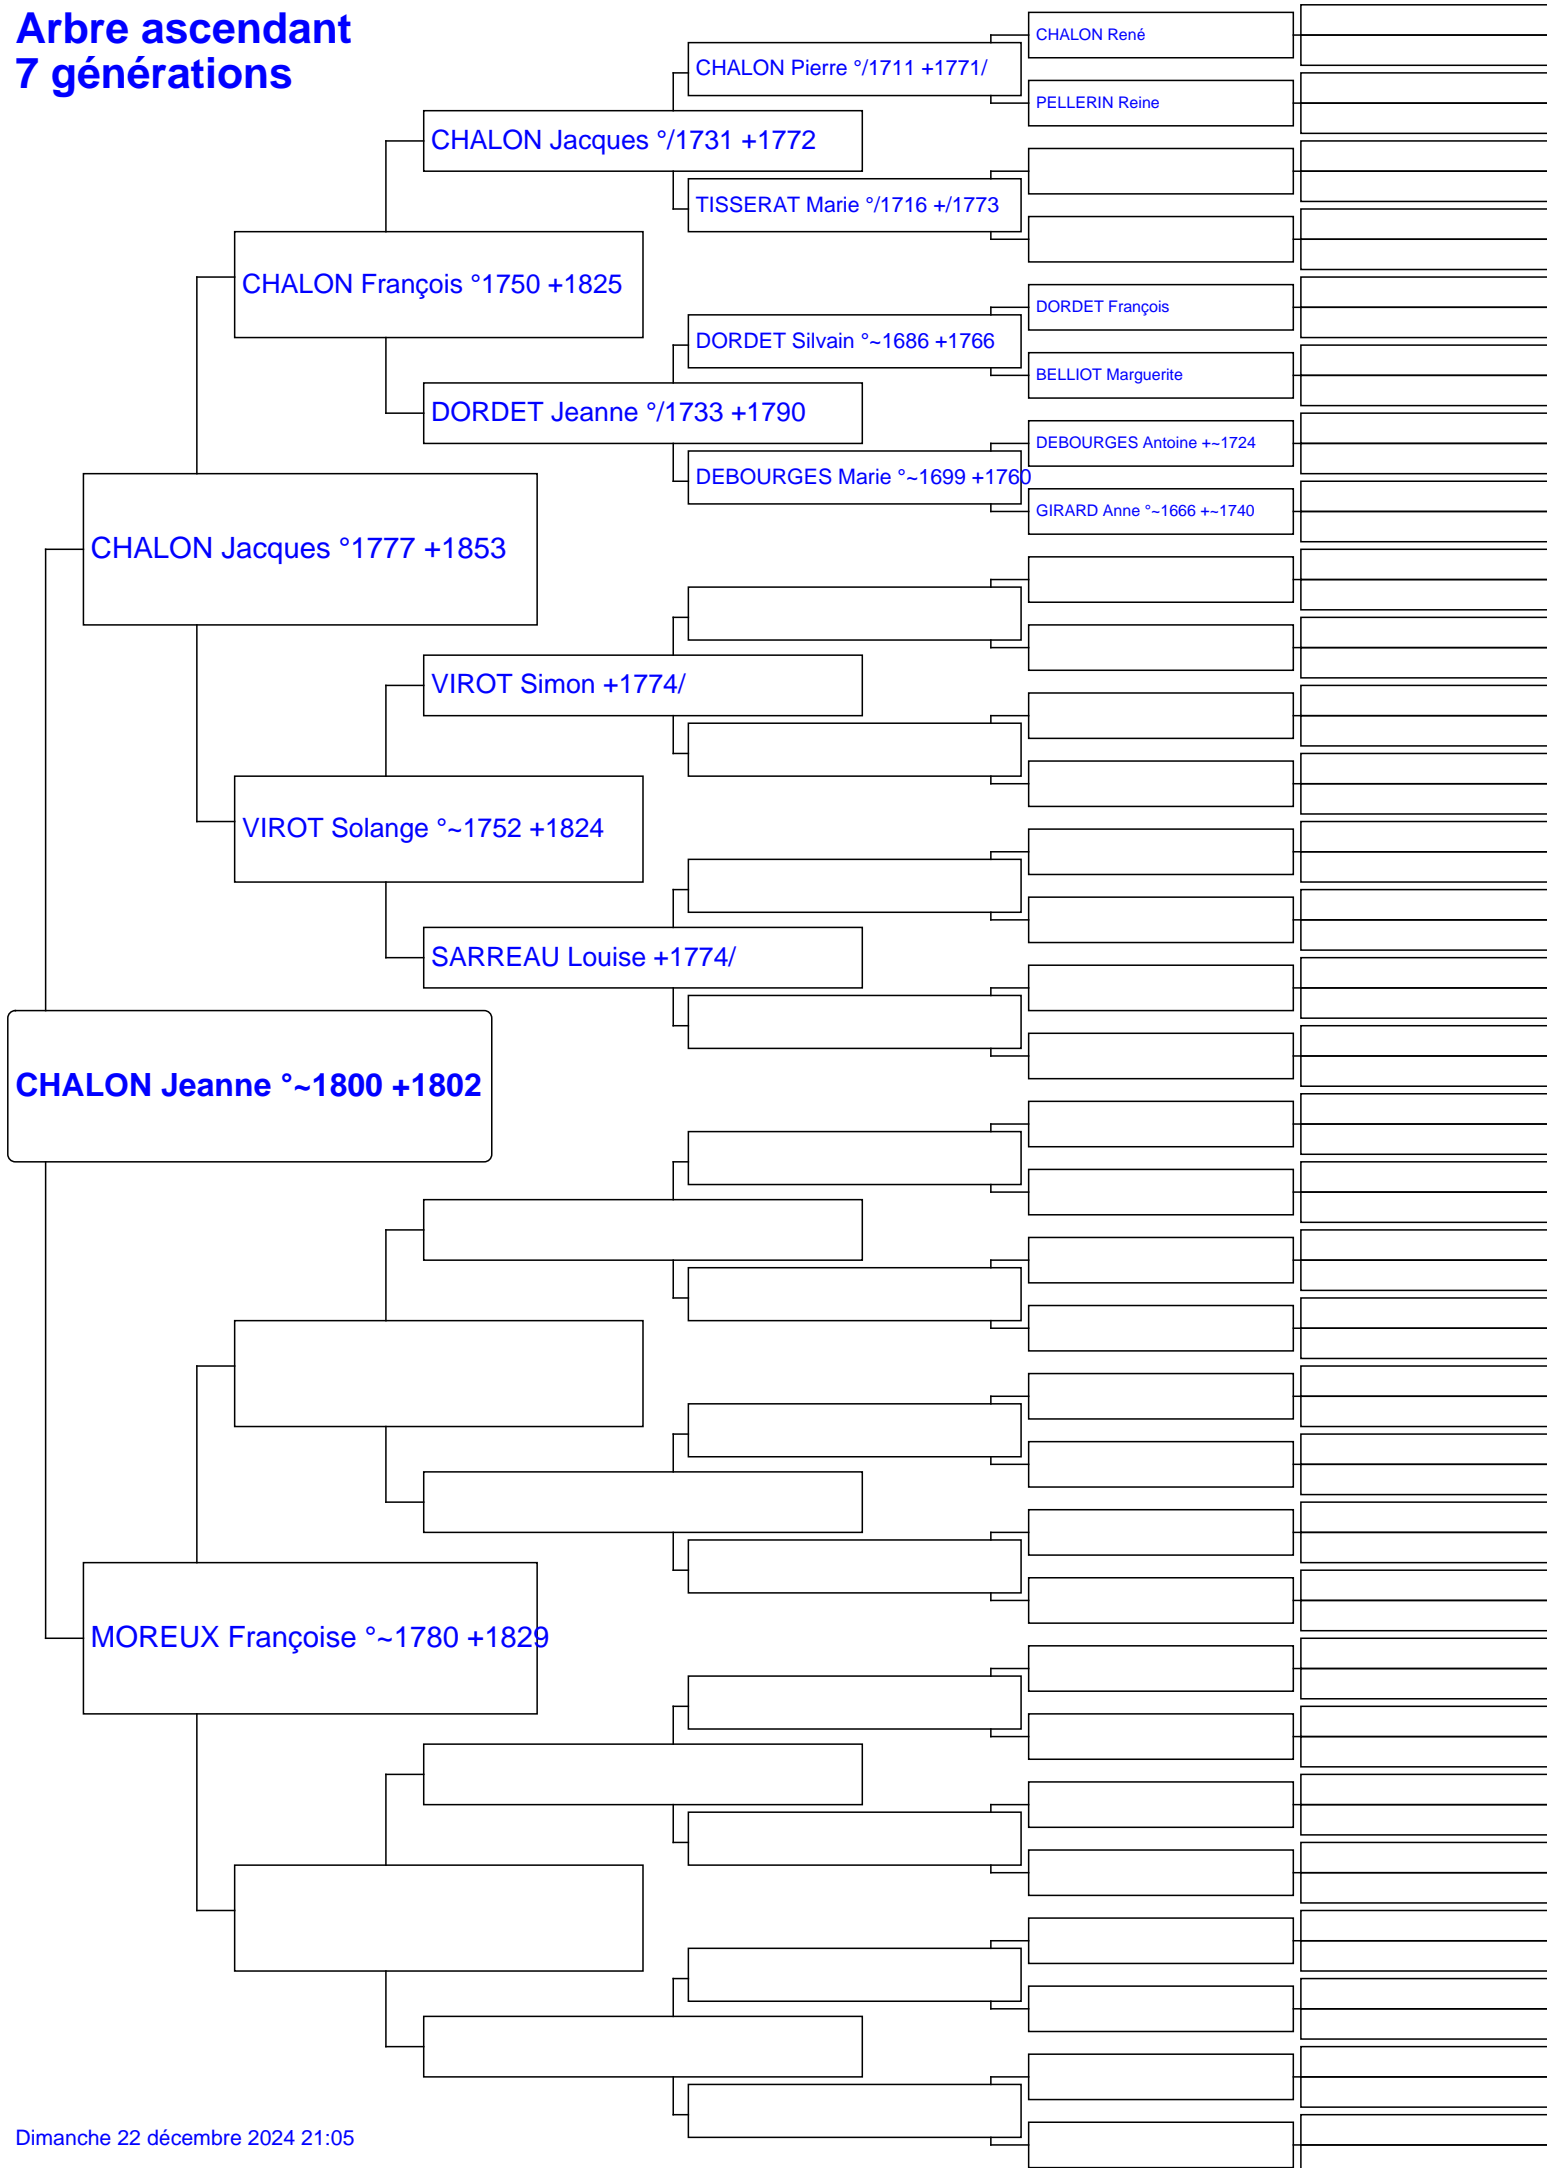 Arbre ascendant
7 générations
CHALON René
CHALON Pierre °/1711 +1771/
PELLERIN Reine
CHALON Jacques °/1731 +1772
TISSERAT Marie °/1716 +/1773
CHALON François °1750 +1825
DORDET François
DORDET Silvain °~1686 +1766
BELLIOT Marguerite
DORDET Jeanne °/1733 +1790
DEBOURGES Antoine +~1724
DEBOURGES Marie °~1699 +1760
GIRARD Anne °~1666 +~1740
CHALON Jacques °1777 +1853
VIROT Simon +1774/
VIROT Solange °~1752 +1824
SARREAU Louise +1774/
CHALON Jeanne °~1800 +1802
MOREUX Françoise °~1780 +1829
Dimanche 22 décembre 2024 21:05